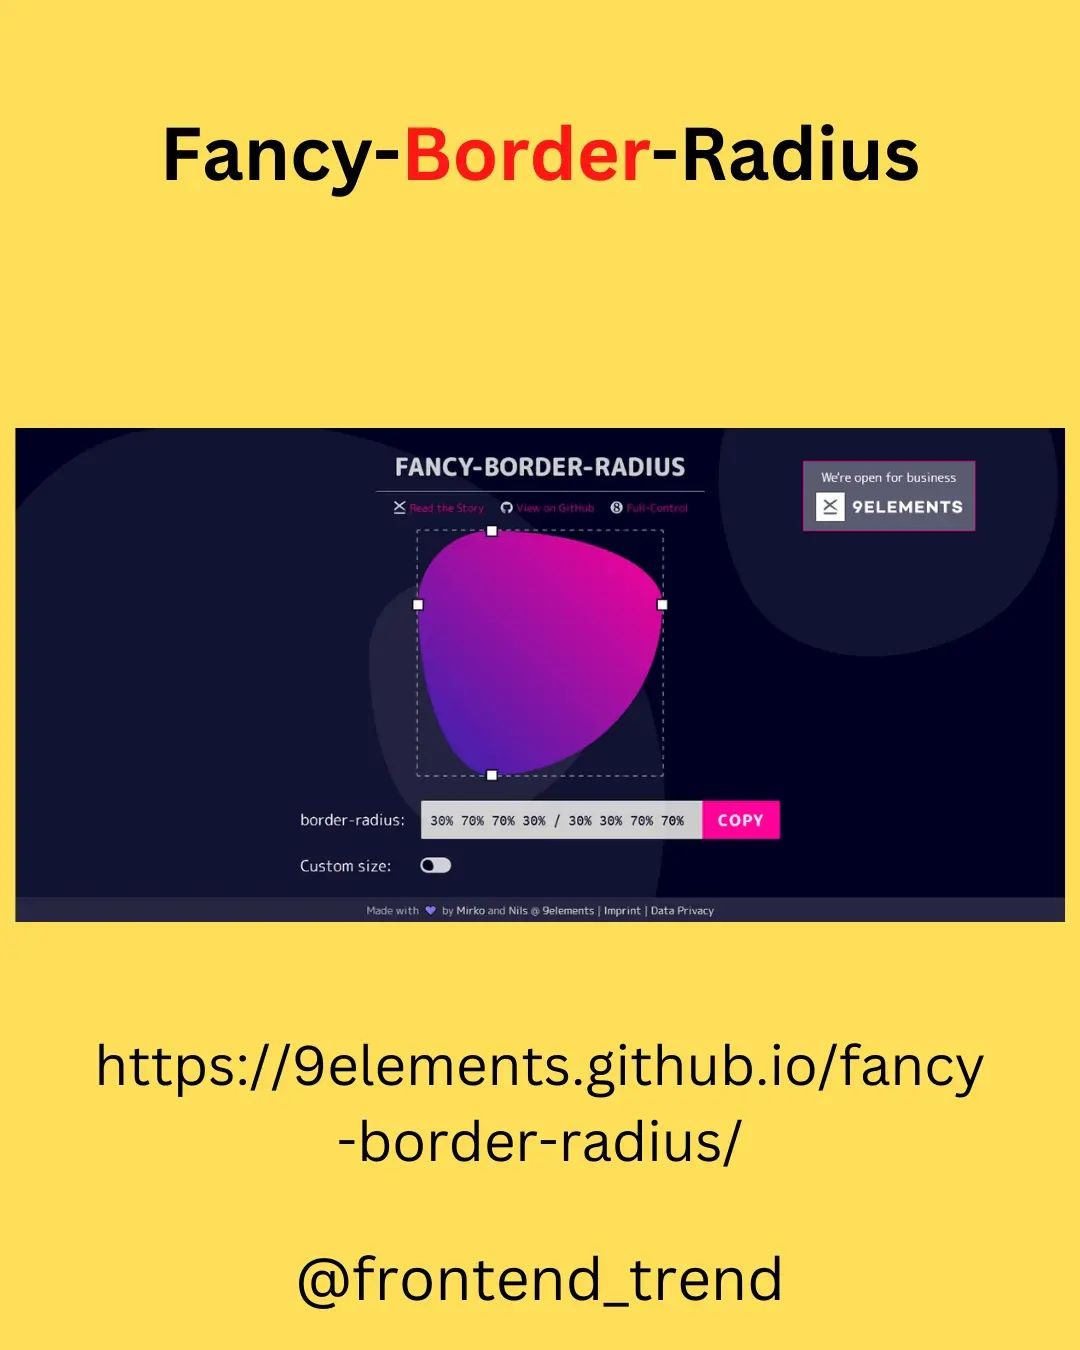 Fancy-Border-Radius
FANCY-BORDER-RADIUS
Read the Story View on GitHub Full-Control
We're open for business
9ELEMENTS
border-radius: 30% 70% 70% 30% / 30% 30% 70% 70% COPY
Custom size:
Made with 💜 by Mirko and Nils @ 9elements | Imprint | Data Privacy
https://9elements.github.io/fancy
-border-radius/
@frontend_trend